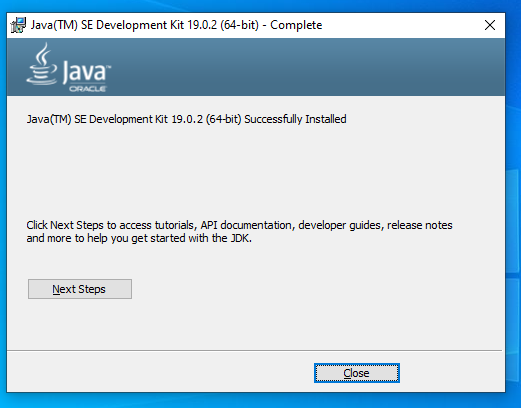 Java(TM) SE Development Kit 19.0.2 (64-bit) - Complete
Java™
ORACLE
Java(TM) SE Development Kit 19.0.2 (64-bit) Successfully Installed
Click Next Steps to access tutorials, API documentation, developer guides, release notes
and more to help you get started with the JDK.
Next Steps
Close